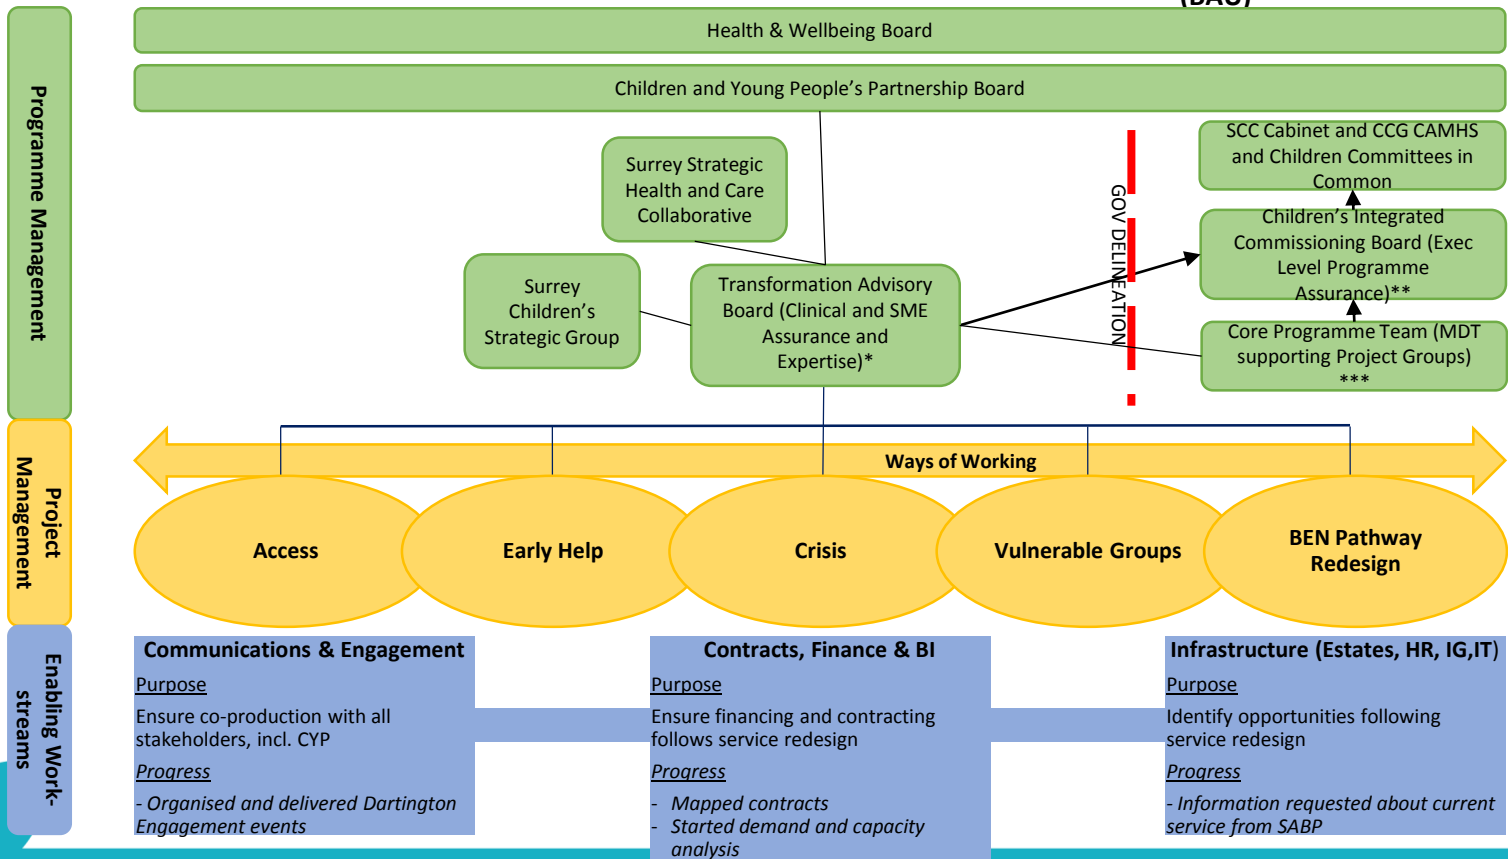 (BAU)
Health & Wellbeing Board
Children and Young People's Partnership Board
Programme Management
Surrey Strategic
Health and Care
Collaborative
Surrey
Children's
Strategic Group
Transformation Advisory
Board (Clinical and SME
Assurance and
Expertise)*
GOV DELINEATION
SCC Cabinet and CCG CAMHS
and Children Committees in
Common
Children's Integrated
Commissioning Board (Exec
Level Programme
Assurance)**
Core Programme Team (MDT
supporting Project Groups)
***
Project
Management
Ways of Working
Access
Early Help
Crisis
Vulnerable Groups
BEN Pathway
Redesign
Enabling Work-
streams
Communications & Engagement
Purpose
Ensure co-production with all
stakeholders, incl. CYP
Progress
- Organised and delivered Dartington
Engagement events
Contracts, Finance & BI
Purpose
Ensure financing and contracting
follows service redesign
Progress
- Mapped contracts
- Started demand and capacity
analysis
Infrastructure (Estates, HR, IG,IT)
Purpose
Identify opportunities following
service redesign
Progress
- Information requested about current
service from SABP